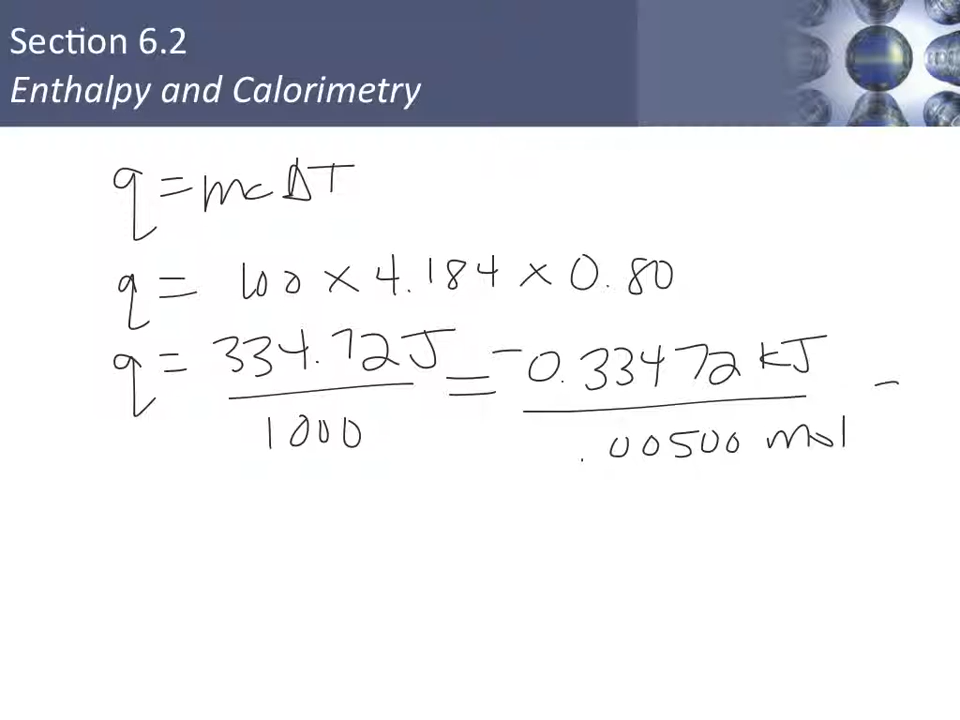 Section 6.2
Enthalpy and Calorimetry
q = mcΔT
q = 100 × 4.184 × 0.80
q = 334.72J / 1000 = -0.33472 kJ / .00500 mol -